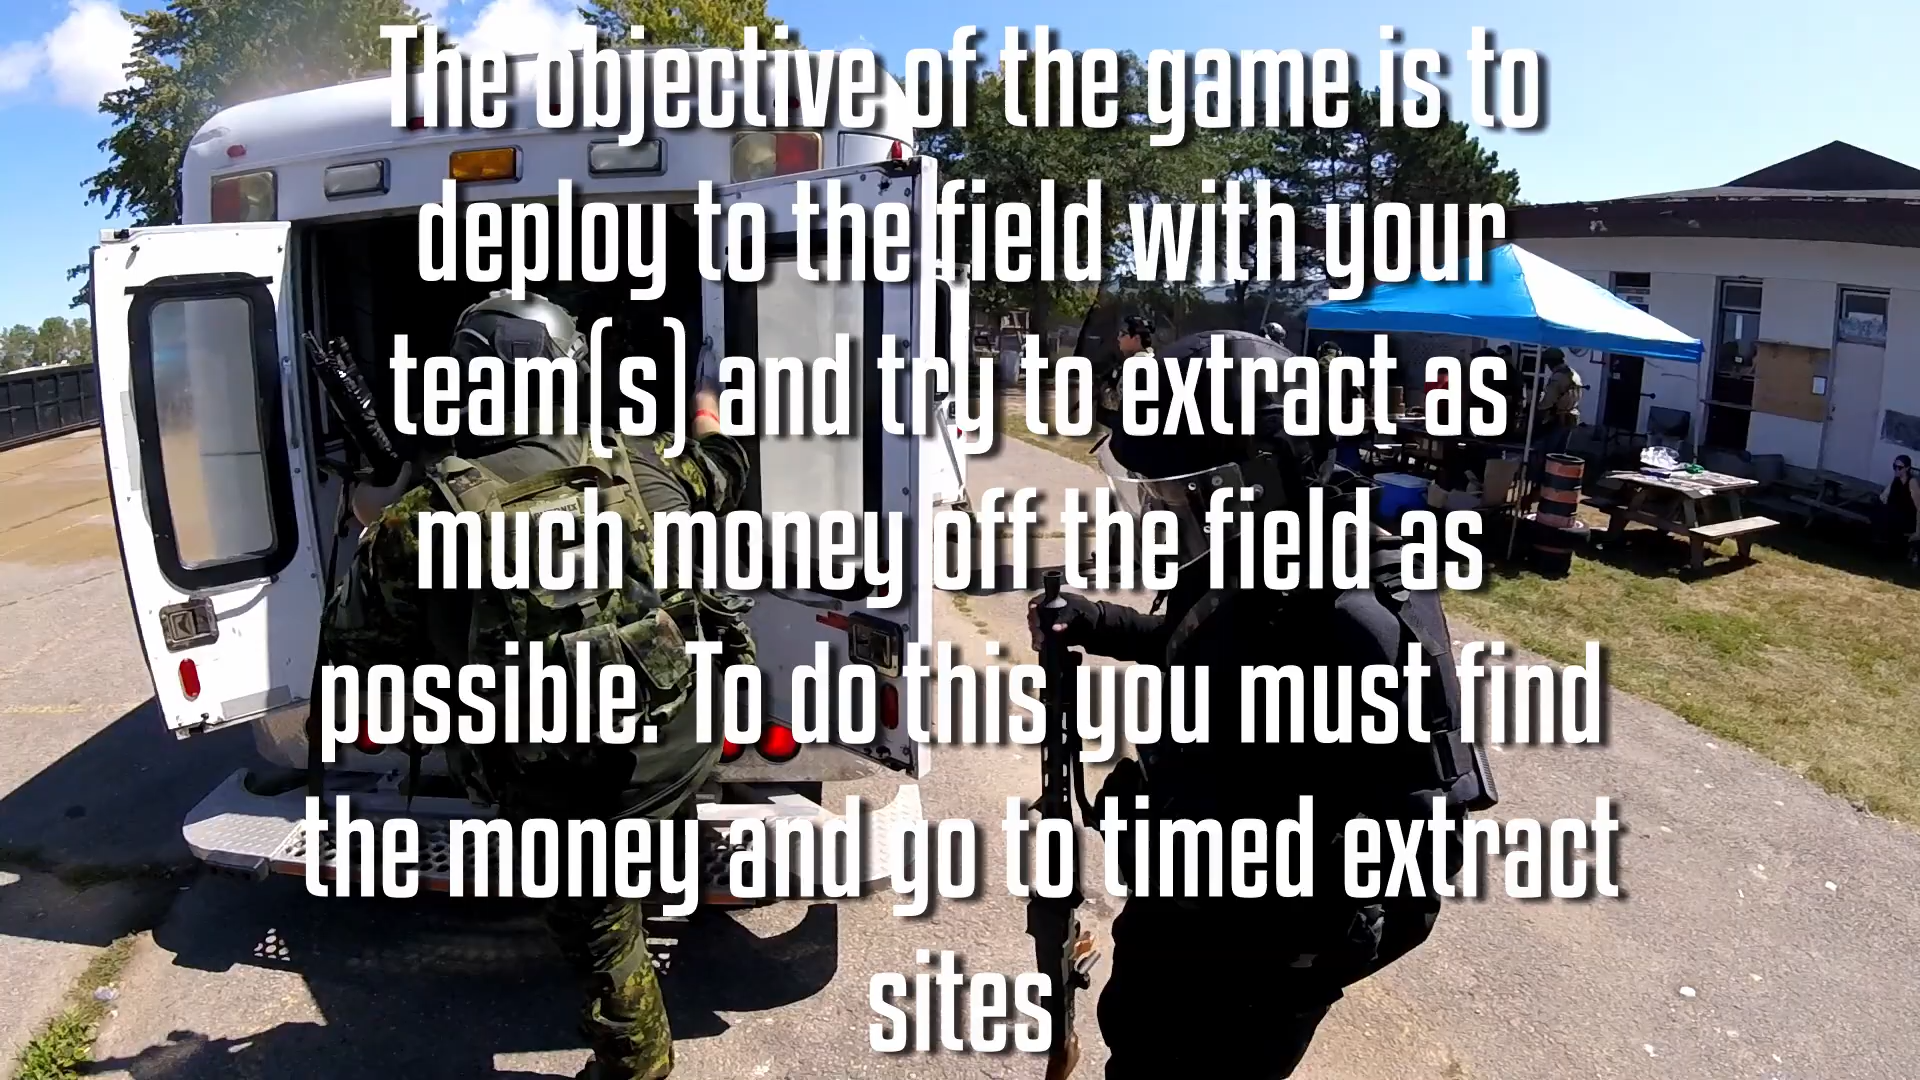 The objective of the game is to
deploy to the field with your
team(s) and try to extract as
much money off the field as
possible. To do this you must find
the money and go to timed extract
sites